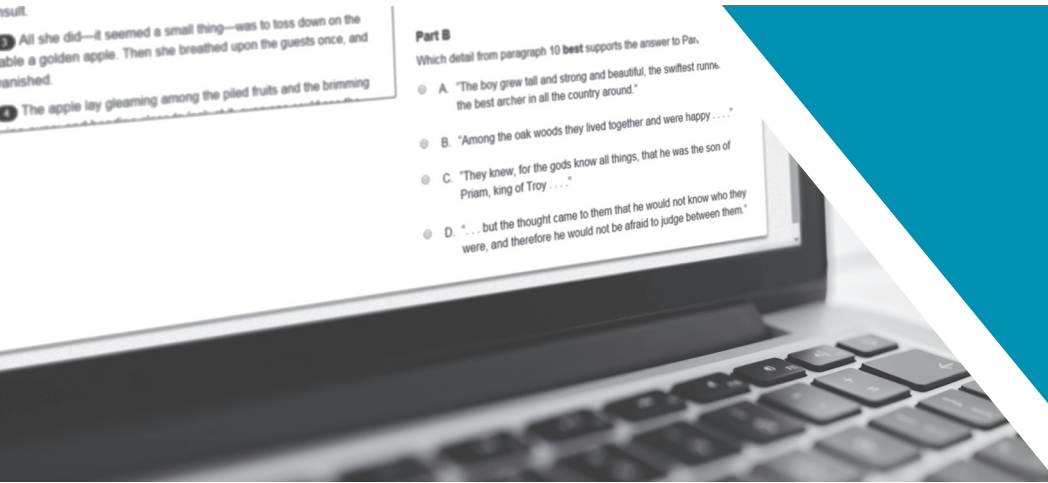 nsult.
3 All she did—it seemed a small thing—was to toss down on the
able a golden apple. Then she breathed upon the guests once, and
vanished.
4 The apple lay gleaming among the piled fruits and the brimming
Part B
Which detail from paragraph 10 best supports the answer to Par
A. "The boy grew tall and strong and beautiful, the swiftest runne
the best archer in all the country around."
B. "Among the oak woods they lived together and were happy . . . ."
C. "They knew, for the gods know all things, that he was the son of
Priam, king of Troy . . . ."
D. ". . . but the thought came to them that he would not know who they
were, and therefore he would not be afraid to judge between them."